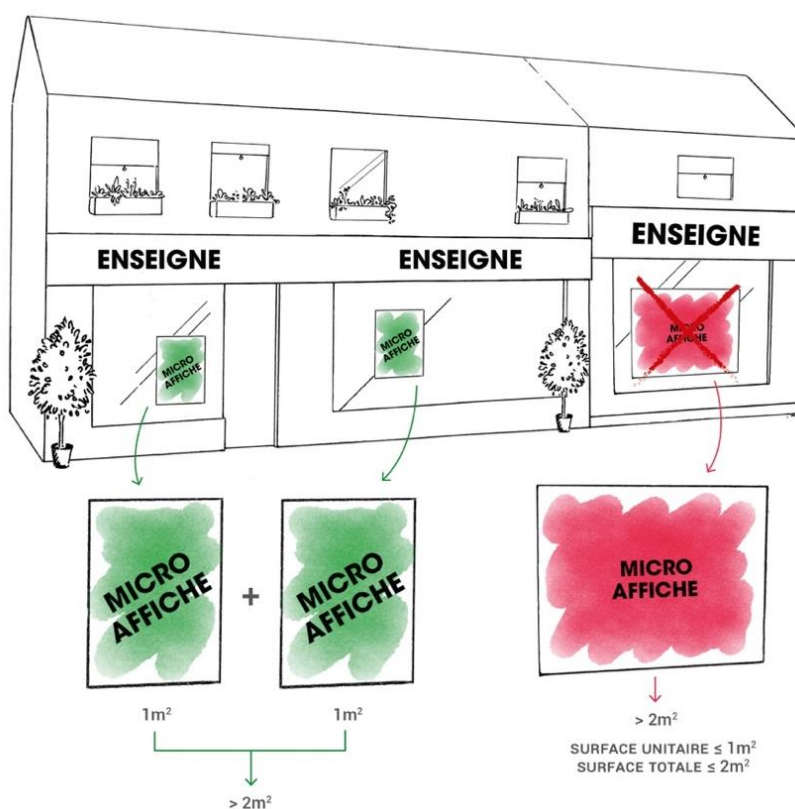 ENSEIGNE
ENSEIGNE
ENSEIGNE
MICRO
AFFICHE
MICRO
AFFICHE
MICRO
AFFICHE
MICRO
AFFICHE
+
MICRO
AFFICHE
MICRO
AFFICHE
1m²
1m²
> 2m²
> 2m²
SURFACE UNITAIRE ≤ 1m²
SURFACE TOTALE ≤ 2m²